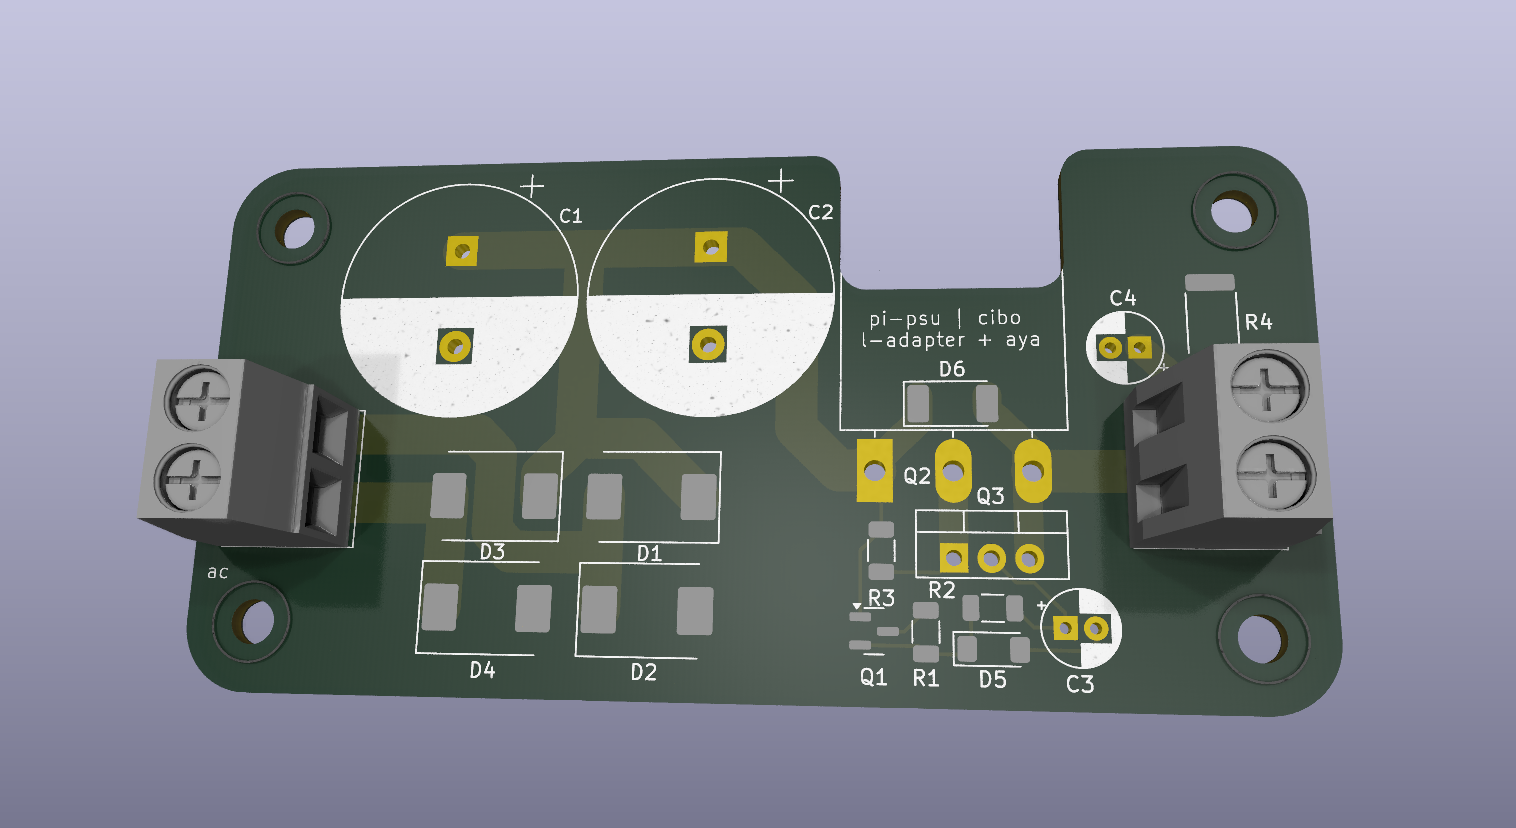 C1
C2
C4
R4
pi-psu | cibo
l-adapter + aya
D6
Q2
Q3
D3
D1
ac
R3
R2
D4
D2
Q1
R1
D5
C3